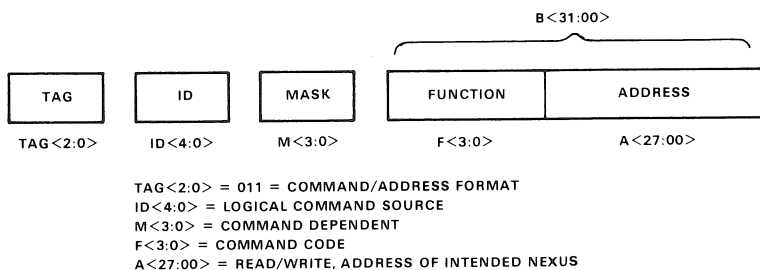 B<31:00>
TAG ID MASK FUNCTION ADDRESS
TAG<2:0> ID<4:0> M<3:0> F<3:0> A<27:00>
TAG<2:0> = 011 = COMMAND/ADDRESS FORMAT
ID<4:0> = LOGICAL COMMAND SOURCE
M<3:0> = COMMAND DEPENDENT
F<3:0> = COMMAND CODE
A<27:00> = READ/WRITE, ADDRESS OF INTENDED NEXUS